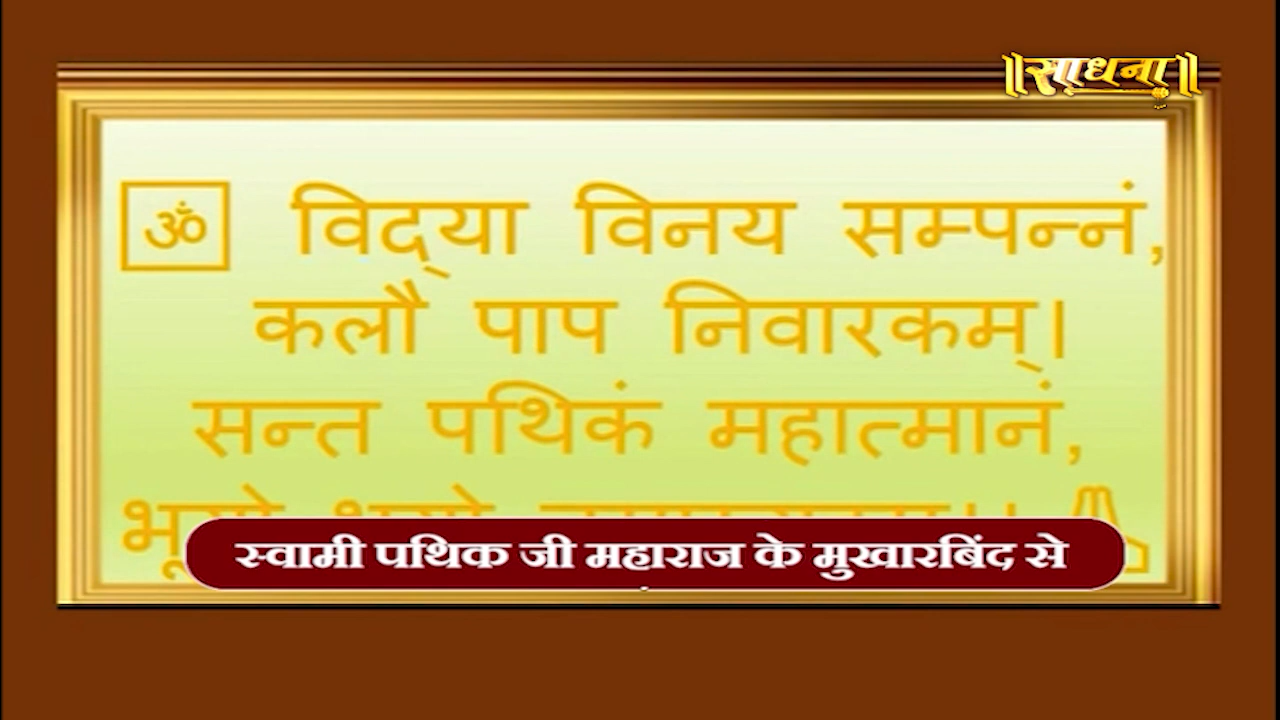 ॥साधना॥
ॐ विद्या विनय सम्पन्नं,
कलौ पाप निवारकम्।
सन्त पथिकं महात्मानं,
स्वामी पथिक जी महाराज के मुखारबिंद से